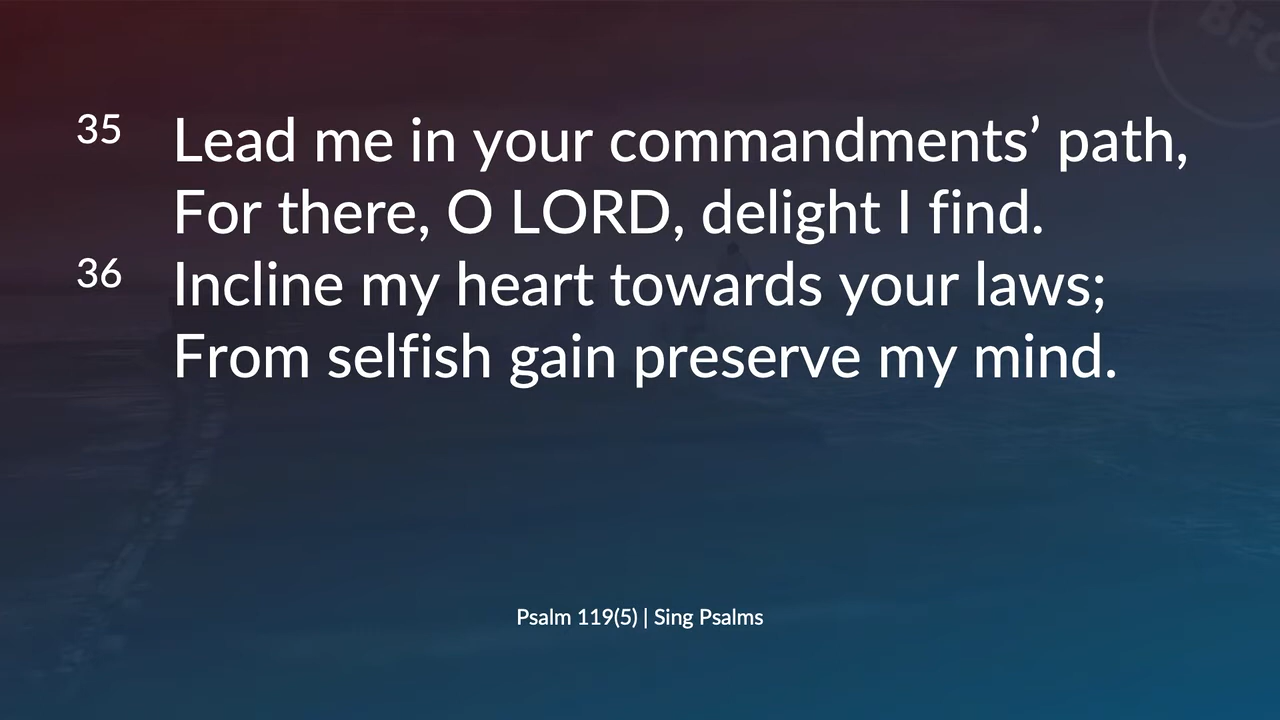 BFC
35 Lead me in your commandments’ path,
For there, O LORD, delight I find.
36 Incline my heart towards your laws;
From selfish gain preserve my mind.
Psalm 119(5) | Sing Psalms